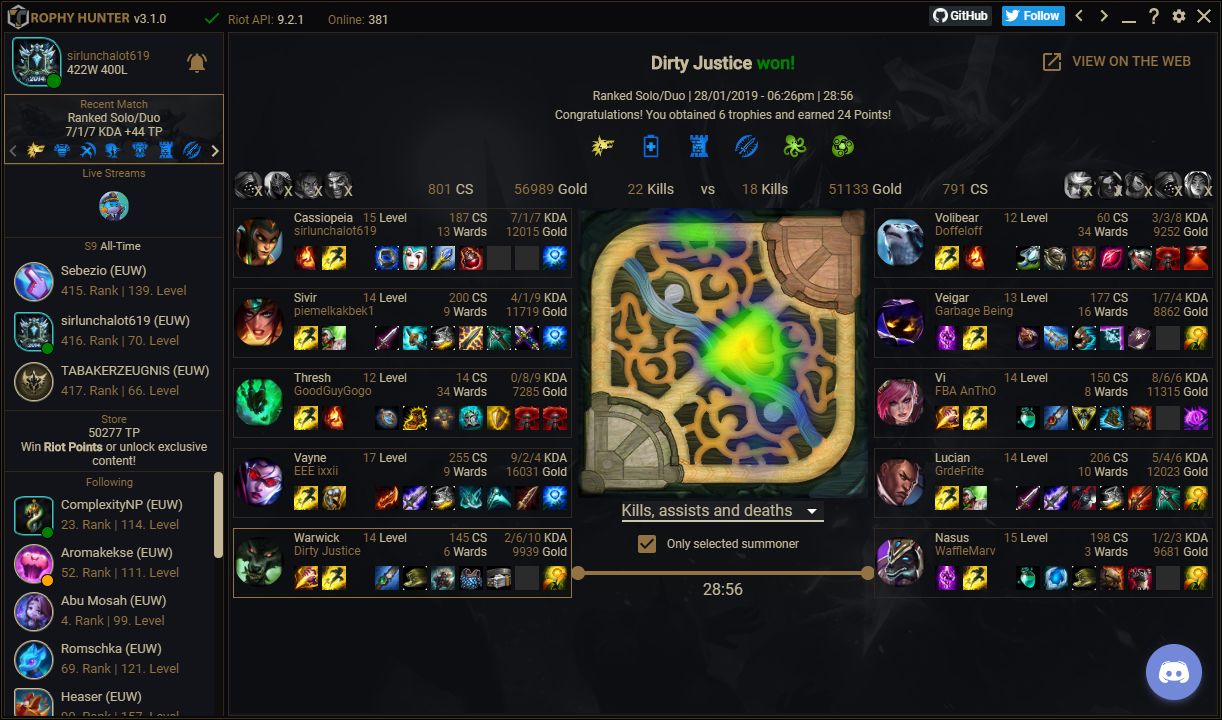 TROPHY HUNTER v3.1.0
Riot API: 9.2.1
Online: 381
GitHub
Follow
sirlunchalot619
422W 400L
Recent Match
Ranked Solo/Duo
7/1/7 KDA +44 TP
Live Streams
S9 All-Time
Sebezio (EUW)
415. Rank | 139. Level
sirlunchalot619 (EUW)
416. Rank | 70. Level
TABAKERZEUGNIS (EUW)
417. Rank | 66. Level
Store
50277 TP
Win Riot Points or unlock exclusive
content!
Following
ComplexityNP (EUW)
23. Rank | 114. Level
Aromakekse (EUW)
52. Rank | 111. Level
Abu Mosah (EUW)
4. Rank | 99. Level
Romschka (EUW)
69. Rank | 121. Level
Heaser (EUW)
Dirty Justice won!
VIEW ON THE WEB
Ranked Solo/Duo | 28/01/2019 - 06:26pm | 28:56
Congratulations! You obtained 6 trophies and earned 24 Points!
801 CS 56989 Gold 22 Kills vs 18 Kills 51133 Gold 791 CS
Cassiopeia 15 Level 187 CS 7/1/7 KDA
sirlunchalot619 13 Wards 12015 Gold
Sivir 14 Level 200 CS 4/1/9 KDA
piemelkakbek1 9 Wards 11719 Gold
Thresh 12 Level 14 CS 0/8/9 KDA
GoodGuyGogo 34 Wards 7285 Gold
Vayne 17 Level 255 CS 9/2/4 KDA
EEE ixxii 9 Wards 16031 Gold
Warwick 14 Level 145 CS 2/6/10 KDA
Dirty Justice 6 Wards 9939 Gold
Kills, assists and deaths
Only selected summoner
28:56
Volibear 12 Level 60 CS 3/3/8 KDA
Doffeloff 34 Wards 9252 Gold
Veigar 13 Level 177 CS 1/7/4 KDA
Garbage Being 16 Wards 8862 Gold
Vi 14 Level 150 CS 8/6/6 KDA
FBA AnThO 8 Wards 11315 Gold
Lucian 14 Level 206 CS 5/4/6 KDA
GrdeFrite 10 Wards 12023 Gold
Nasus 15 Level 198 CS 1/2/3 KDA
WaffleMarv 3 Wards 9681 Gold